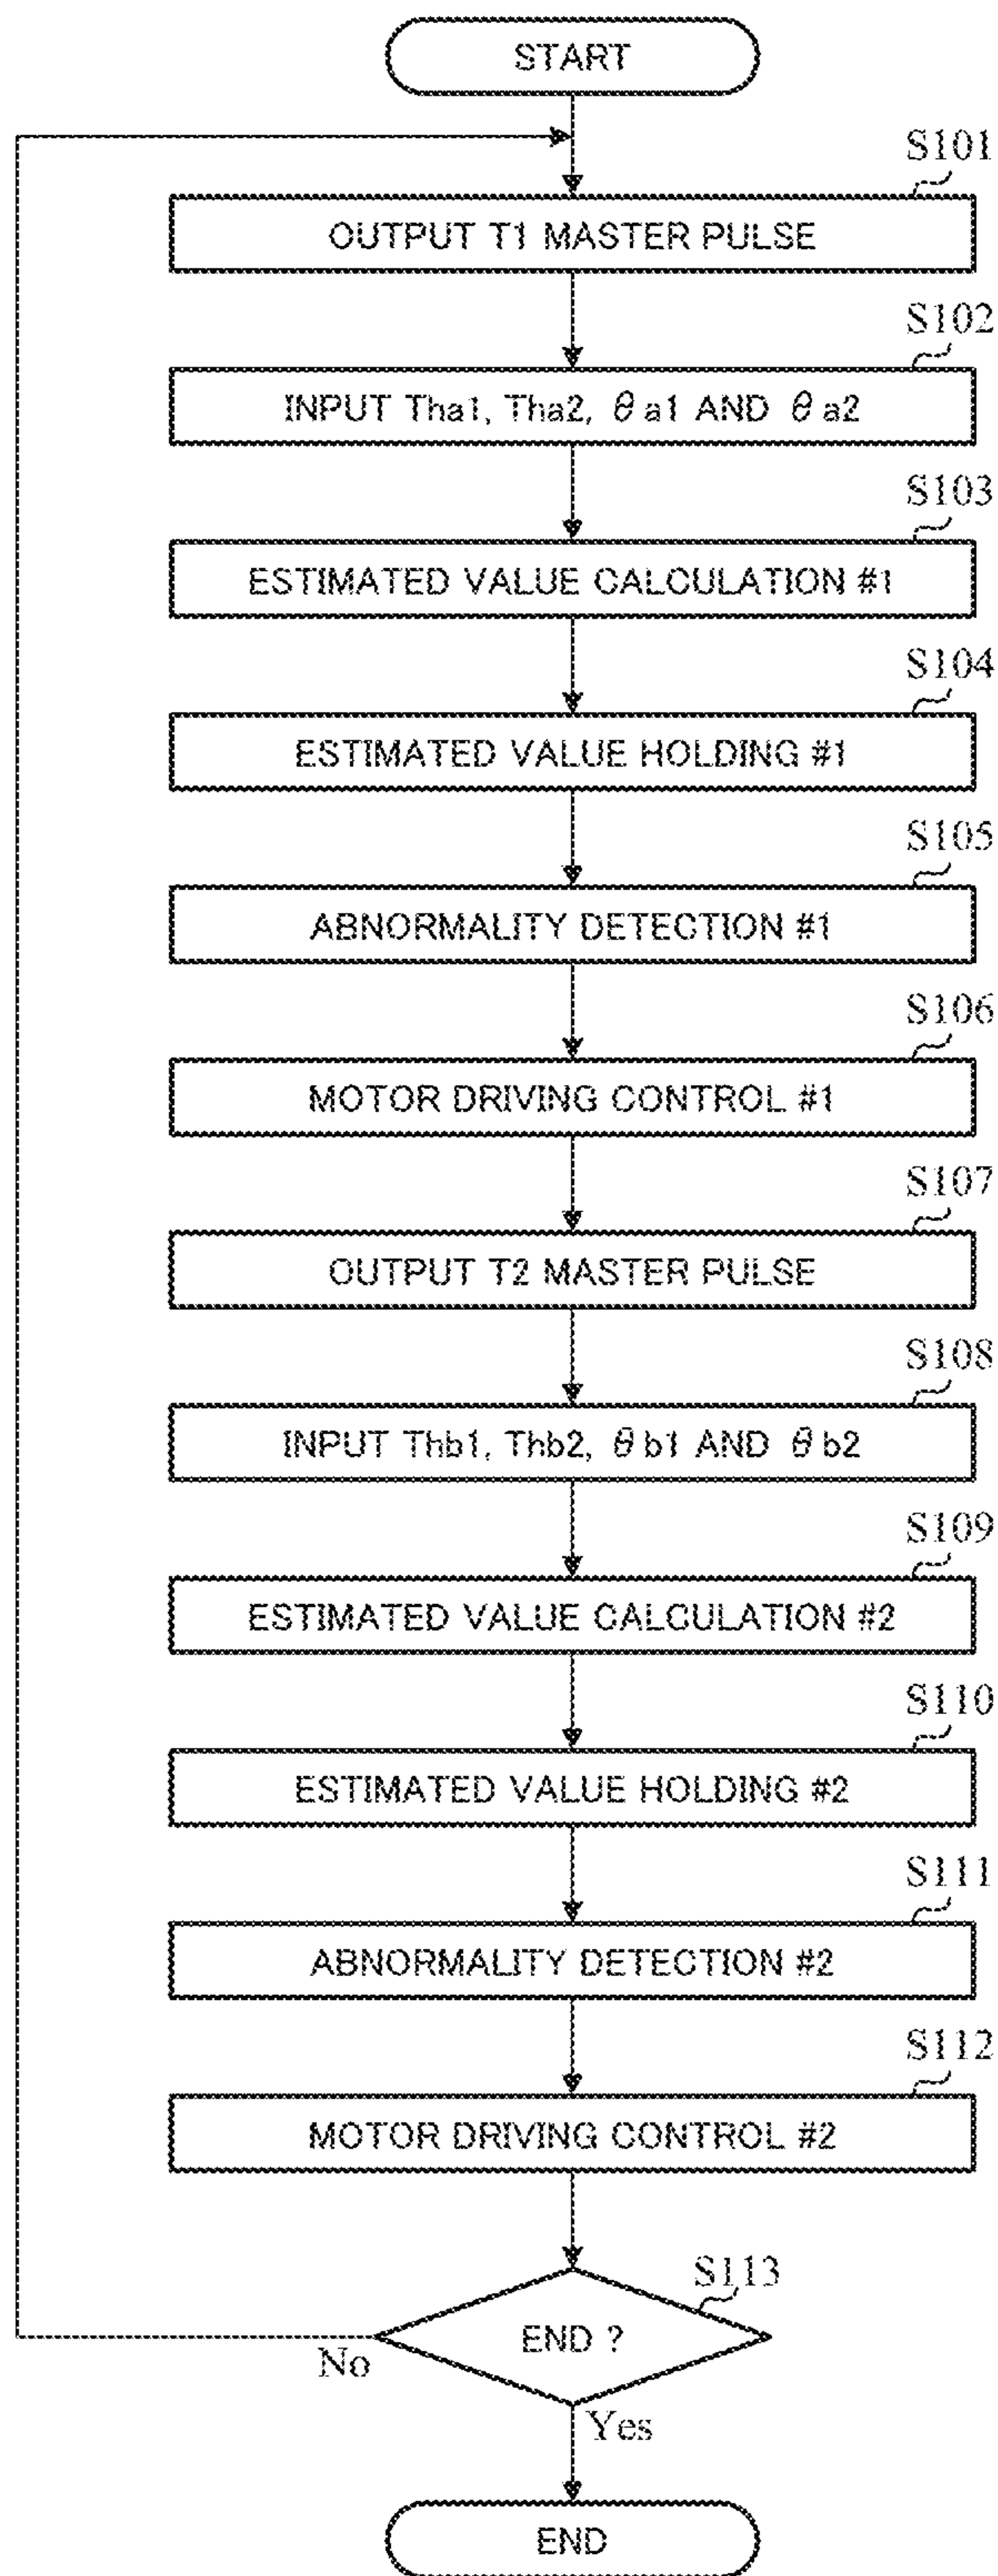 START
S101
OUTPUT T1 MASTER PULSE
S102
INPUT Tha1, Tha2, θa1 AND θa2
S103
ESTIMATED VALUE CALCULATION #1
S104
ESTIMATED VALUE HOLDING #1
S105
ABNORMALITY DETECTION #1
S106
MOTOR DRIVING CONTROL #1
S107
OUTPUT T2 MASTER PULSE
S108
INPUT Thb1, Thb2, θb1 AND θb2
S109
ESTIMATED VALUE CALCULATION #2
S110
ESTIMATED VALUE HOLDING #2
S111
ABNORMALITY DETECTION #2
S112
MOTOR DRIVING CONTROL #2
S113
END ?
No
Yes
END